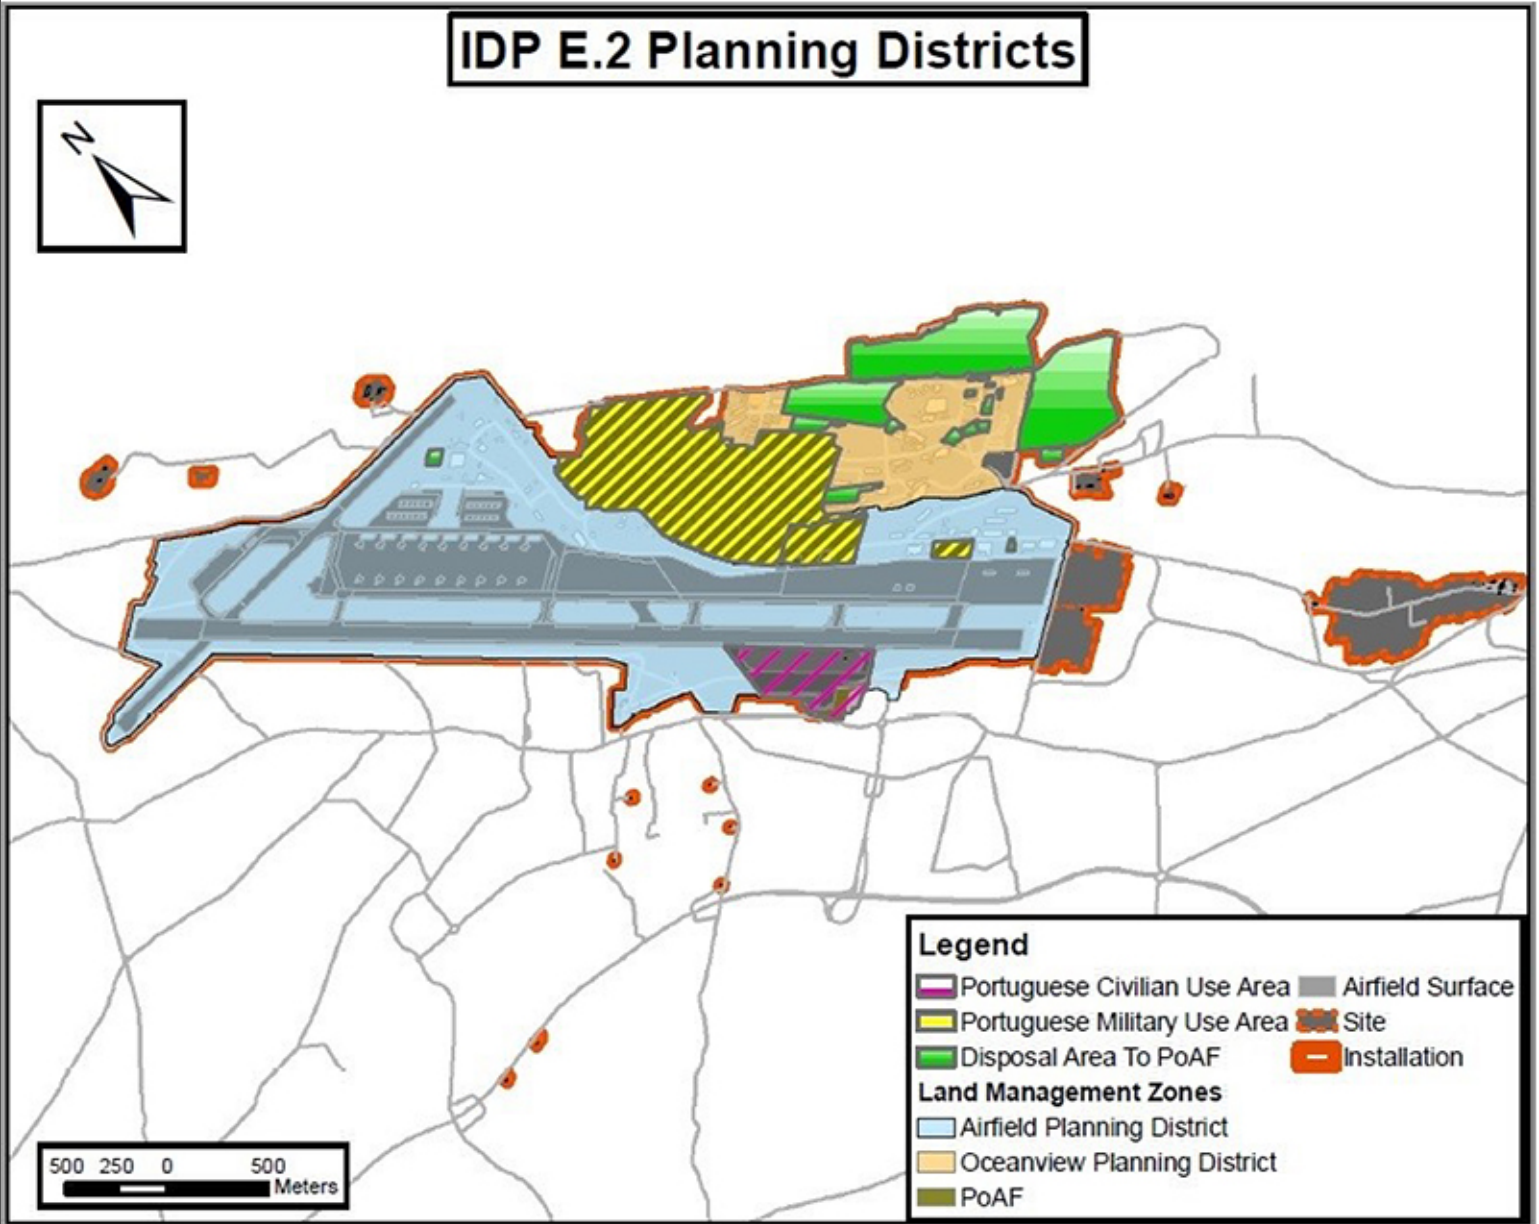 IDP E.2 Planning Districts
N
Legend
Portuguese Civilian Use Area
Portuguese Military Use Area
Disposal Area To PoAF
Land Management Zones
Airfield Planning District
Oceanview Planning District
PoAF
Airfield Surface
Site
Installation
500 250 0 500
Meters